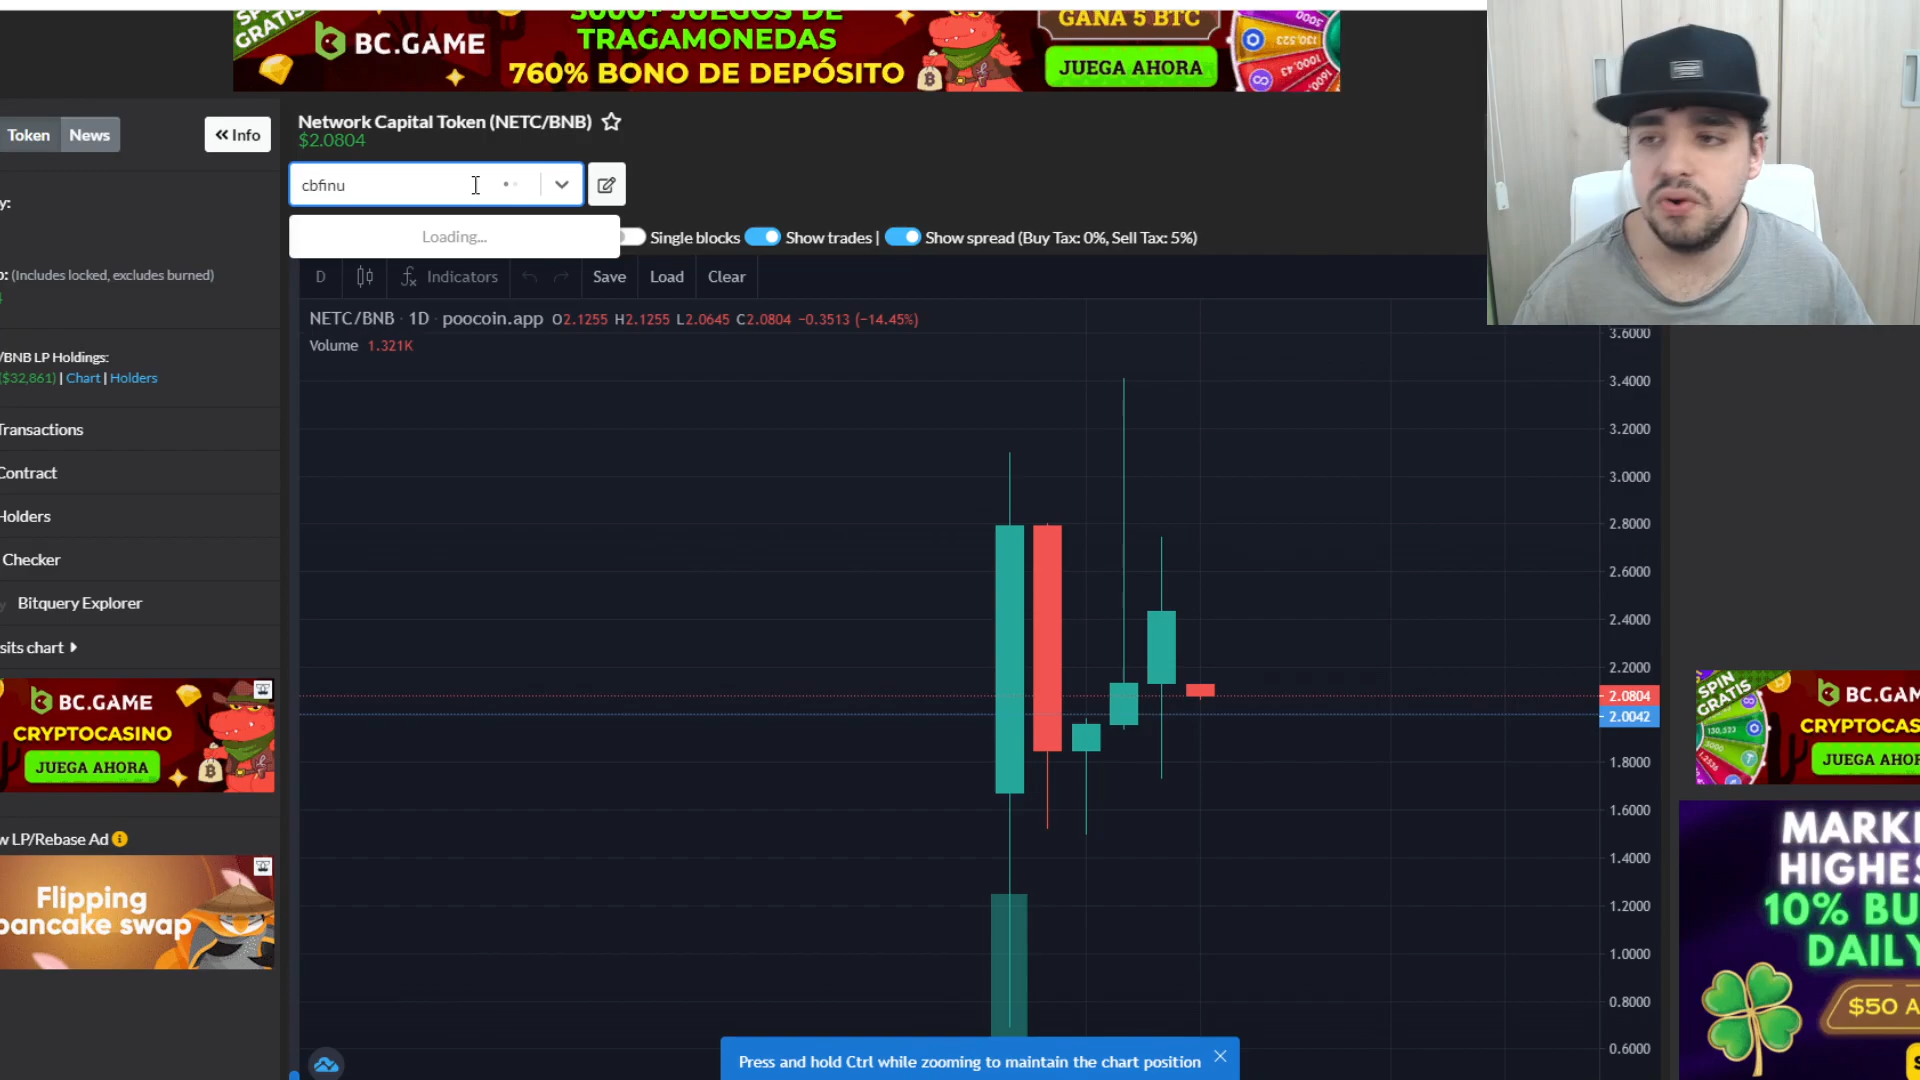 SPIN
GRATIS
BC.GAME
3000+ JUEGOS DE
TRAGAMONEDAS
760% BONO DE DEPÓSITO
GANA 5 BTC
JUEGA AHORA
Token
News
Info
Network Capital Token (NETC/BNB)
$2.0804
y:
cbfinu
Loading...
Single blocks
Show trades |
Show spread (Buy Tax: 0%, Sell Tax: 5%)
(Includes locked, excludes burned)
D
Indicators
Save
Load
Clear
NETC/BNB · 1D · poocoin.app O2.1255 H2.1255 L2.0645 C2.0804 −0.3513 (−14.45%)
Volume 1.321K
/BNB LP Holdings:
($32,861) | Chart | Holders
Transactions
Contract
Holders
Checker
Bitquery Explorer
sits chart
3.6000
3.4000
3.2000
3.0000
2.8000
2.6000
2.4000
2.2000
2.0804
2.0042
1.8000
1.6000
1.4000
1.2000
1.0000
0.8000
0.6000
BC.GAME
CRYPTOCASINO
JUEGA AHORA
w LP/Rebase Ad
Flipping
pancake swap
SPIN
GRATIS
130,523
BC.GAM
CRYPTOCAS
JUEGA AHOR
MARK
HIGHES
10% BU
DAILY
$50 A
Press and hold Ctrl while zooming to maintain the chart position